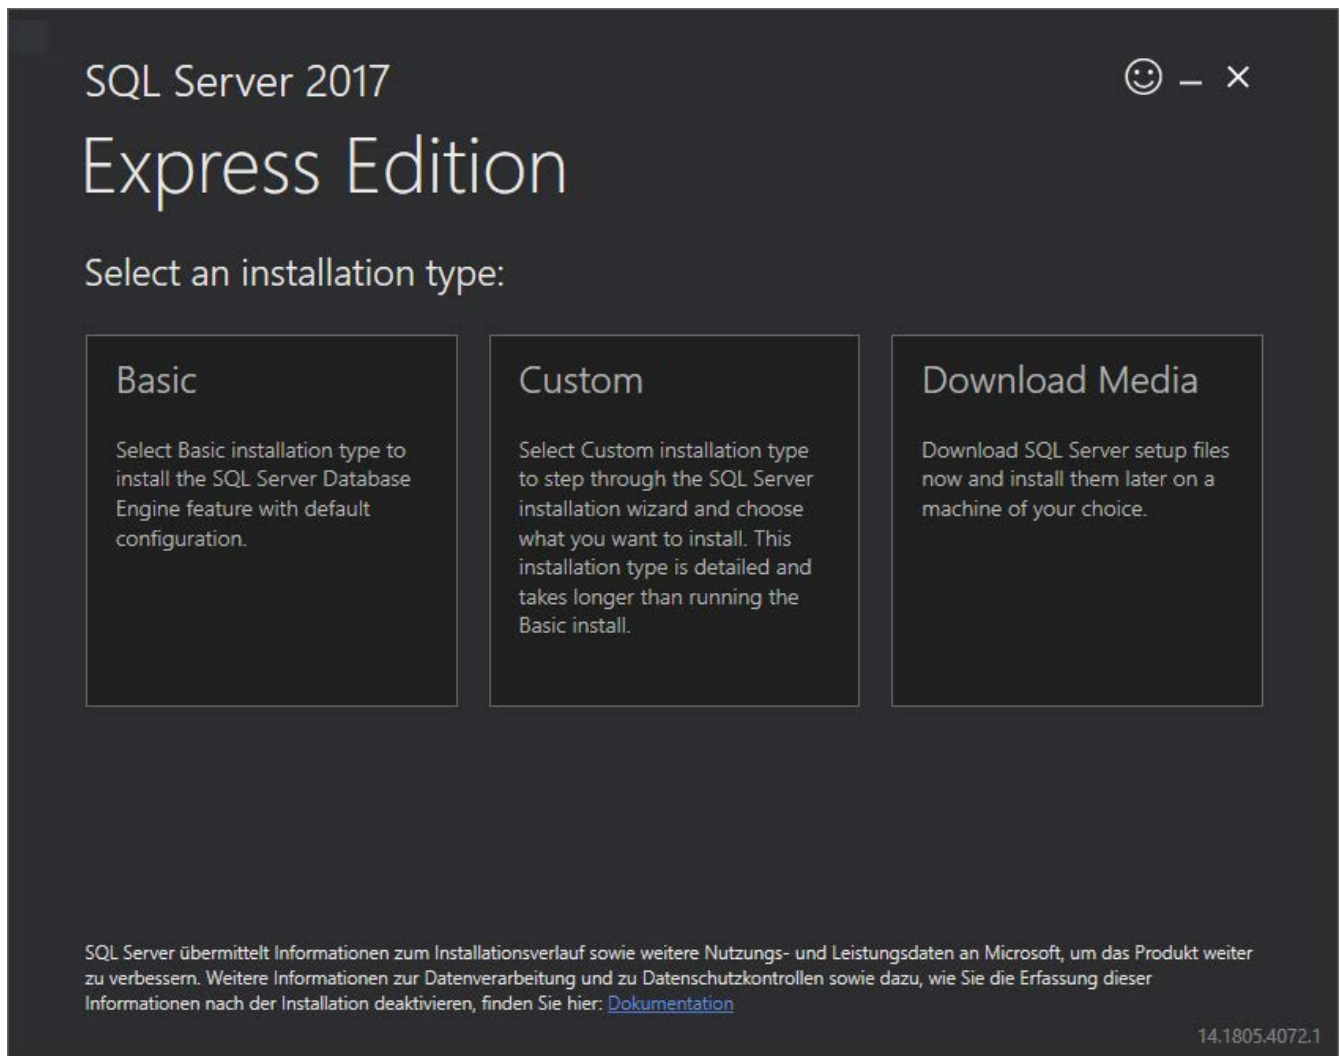 SQL Server 2017
Express Edition
Select an installation type:
Basic
Select Basic installation type to
install the SQL Server Database
Engine feature with default
configuration.
Custom
Select Custom installation type
to step through the SQL Server
installation wizard and choose
what you want to install. This
installation type is detailed and
takes longer than running the
Basic install.
Download Media
Download SQL Server setup files
now and install them later on a
machine of your choice.
SQL Server übermittelt Informationen zum Installationsverlauf sowie weitere Nutzungs- und Leistungsdaten an Microsoft, um das Produkt weiter
zu verbessern. Weitere Informationen zur Datenverarbeitung und zu Datenschutzkontrollen sowie dazu, wie Sie die Erfassung dieser
Informationen nach der Installation deaktivieren, finden Sie hier: Dokumentation
14.1805.4072.1